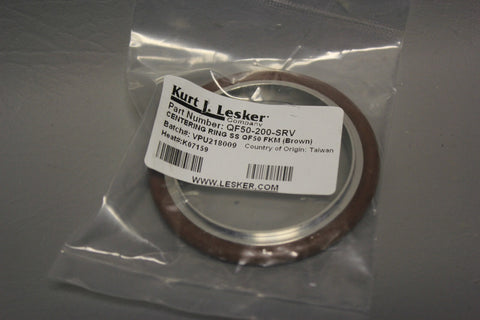 Kurt J. Lesker®
Company
Part Number: QF50-200-SRV
CENTERING RING SS QF50 FKM (Brown)
Batch#: VPU218009 Country of Origin: Taiwan
Heat#:K07159
WWW.LESKER.COM